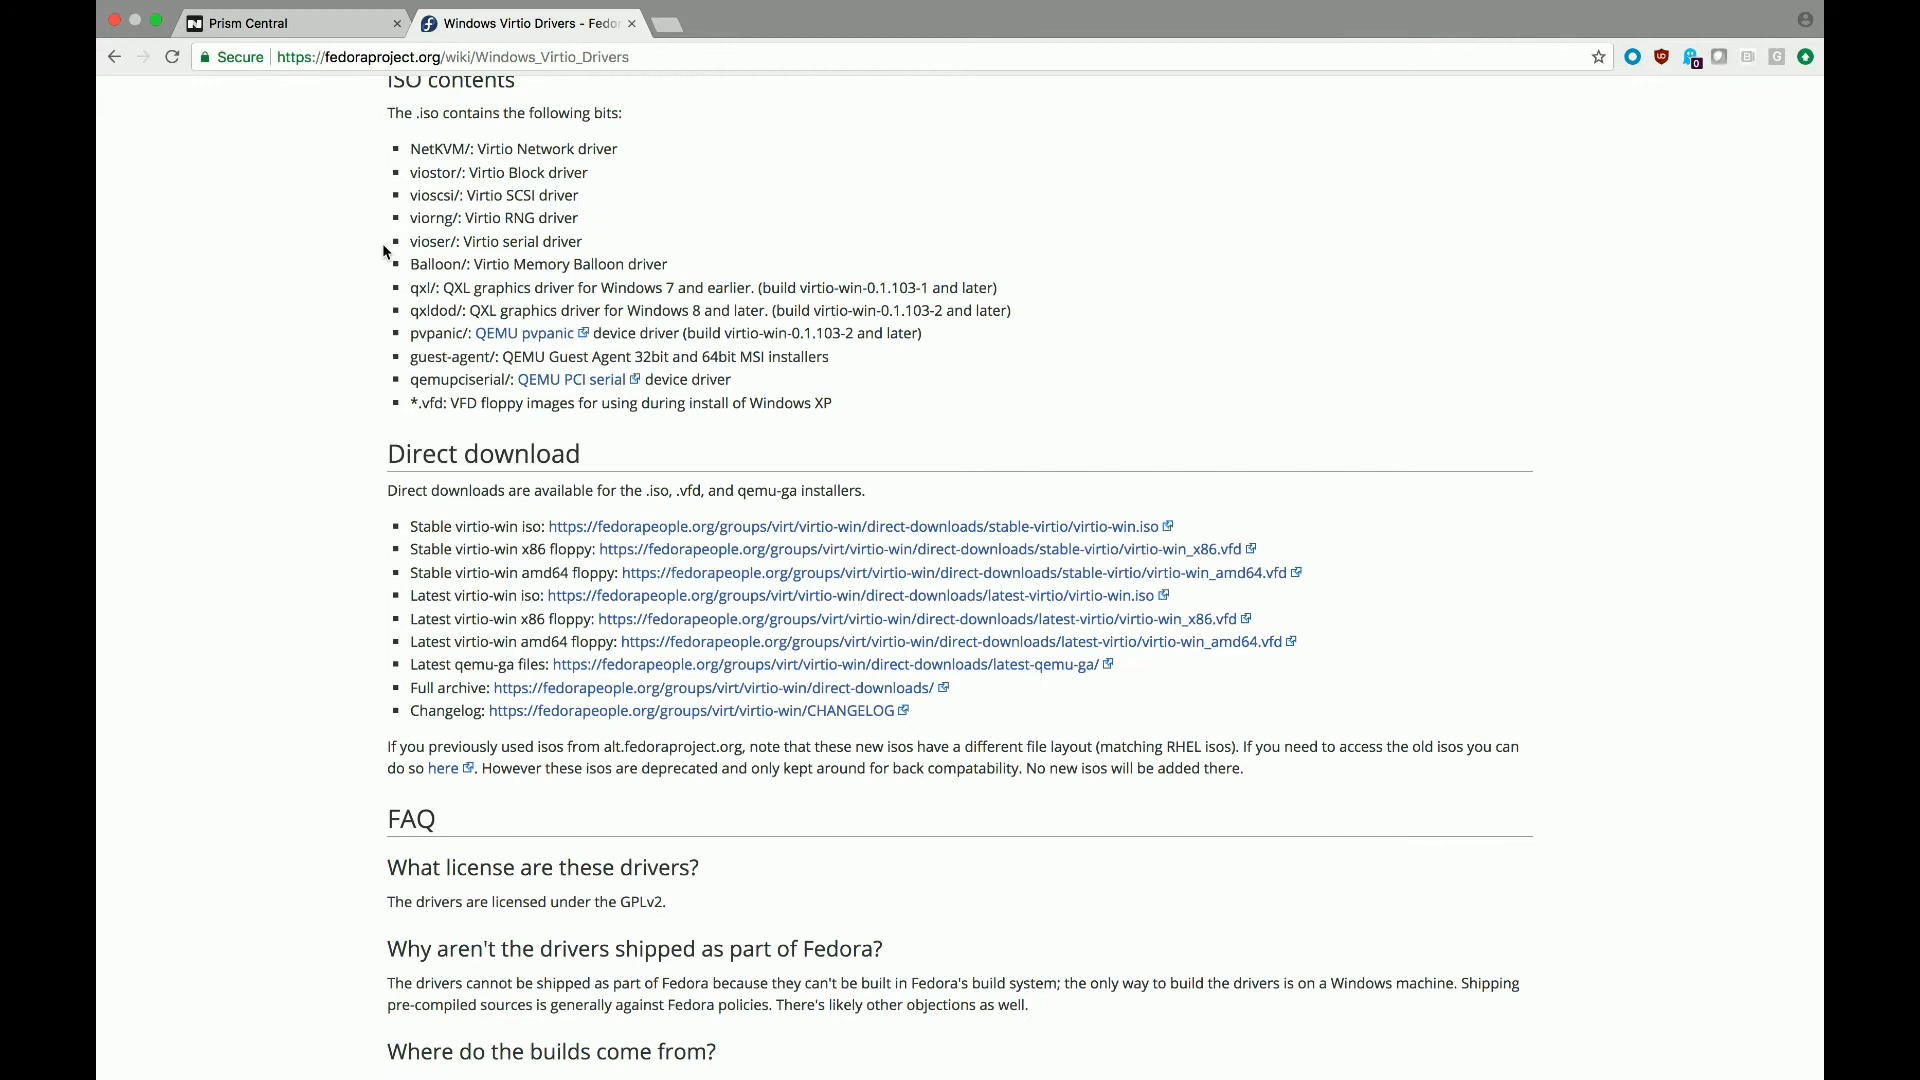 Prism Central
Windows Virtio Drivers - Fedor
Secure https://fedoraproject.org/wiki/Windows_Virtio_Drivers
ISO contents
The .iso contains the following bits:
NetKVM/: Virtio Network driver
viostor/: Virtio Block driver
vioscsi/: Virtio SCSI driver
viorng/: Virtio RNG driver
vioser/: Virtio serial driver
Balloon/: Virtio Memory Balloon driver
qxl/: QXL graphics driver for Windows 7 and earlier. (build virtio-win-0.1.103-1 and later)
qxldod/: QXL graphics driver for Windows 8 and later. (build virtio-win-0.1.103-2 and later)
pvpanic/: QEMU pvpanic device driver (build virtio-win-0.1.103-2 and later)
guest-agent/: QEMU Guest Agent 32bit and 64bit MSI installers
qemupciserial/: QEMU PCI serial device driver
*.vfd: VFD floppy images for using during install of Windows XP
Direct download
Direct downloads are available for the .iso, .vfd, and qemu-ga installers.
Stable virtio-win iso: https://fedorapeople.org/groups/virt/virtio-win/direct-downloads/stable-virtio/virtio-win.iso
Stable virtio-win x86 floppy: https://fedorapeople.org/groups/virt/virtio-win/direct-downloads/stable-virtio/virtio-win_x86.vfd
Stable virtio-win amd64 floppy: https://fedorapeople.org/groups/virt/virtio-win/direct-downloads/stable-virtio/virtio-win_amd64.vfd
Latest virtio-win iso: https://fedorapeople.org/groups/virt/virtio-win/direct-downloads/latest-virtio/virtio-win.iso
Latest virtio-win x86 floppy: https://fedorapeople.org/groups/virt/virtio-win/direct-downloads/latest-virtio/virtio-win_x86.vfd
Latest virtio-win amd64 floppy: https://fedorapeople.org/groups/virt/virtio-win/direct-downloads/latest-virtio/virtio-win_amd64.vfd
Latest qemu-ga files: https://fedorapeople.org/groups/virt/virtio-win/direct-downloads/latest-qemu-ga/
Full archive: https://fedorapeople.org/groups/virt/virtio-win/direct-downloads/
Changelog: https://fedorapeople.org/groups/virt/virtio-win/CHANGELOG
If you previously used isos from alt.fedoraproject.org, note that these new isos have a different file layout (matching RHEL isos). If you need to access the old isos you can
do so here. However these isos are deprecated and only kept around for back compatability. No new isos will be added there.
FAQ
What license are these drivers?
The drivers are licensed under the GPLv2.
Why aren't the drivers shipped as part of Fedora?
The drivers cannot be shipped as part of Fedora because they can't be built in Fedora's build system; the only way to build the drivers is on a Windows machine. Shipping
pre-compiled sources is generally against Fedora policies. There's likely other objections as well.
Where do the builds come from?